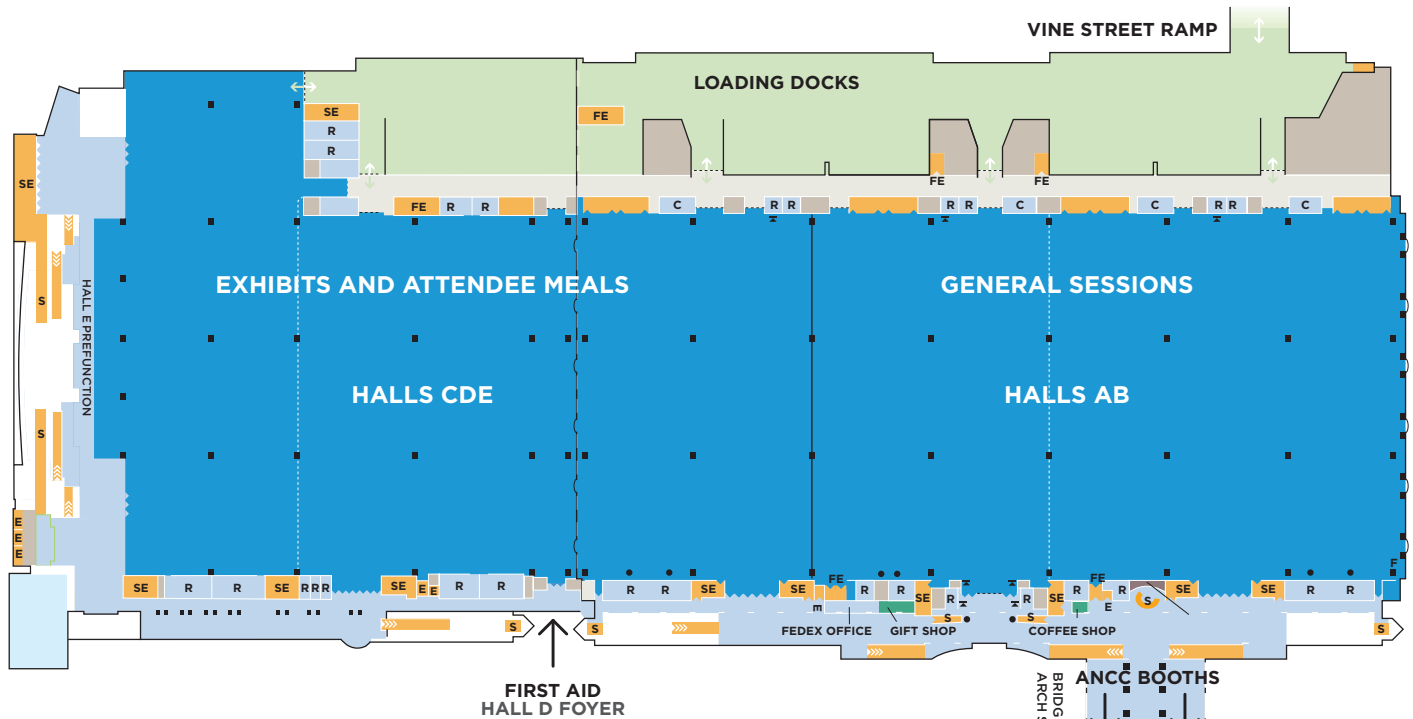 VINE STREET RAMP
LOADING DOCKS
SE
FE
R
R
FE
FE
SE
FE
R
R
C
R
R
R
R
C
C
R
R
C
HALL E PREFUNCTION
S
EXHIBITS AND ATTENDEE MEALS
GENERAL SESSIONS
HALLS CDE
HALLS AB
S
E
E
E
F
SE
R
R
SE
R
R
R
SE
E
E
R
R
R
R
SE
SE
FE
E
R
R
SE
R
R
SE
R
FE
R
E
S
SE
SE
R
R
S
S
S
S
S
FEDEX OFFICE
GIFT SHOP
COFFEE SHOP
FIRST AID
HALL D FOYER
ANCC BOOTHS
BRIDG
ARCH S